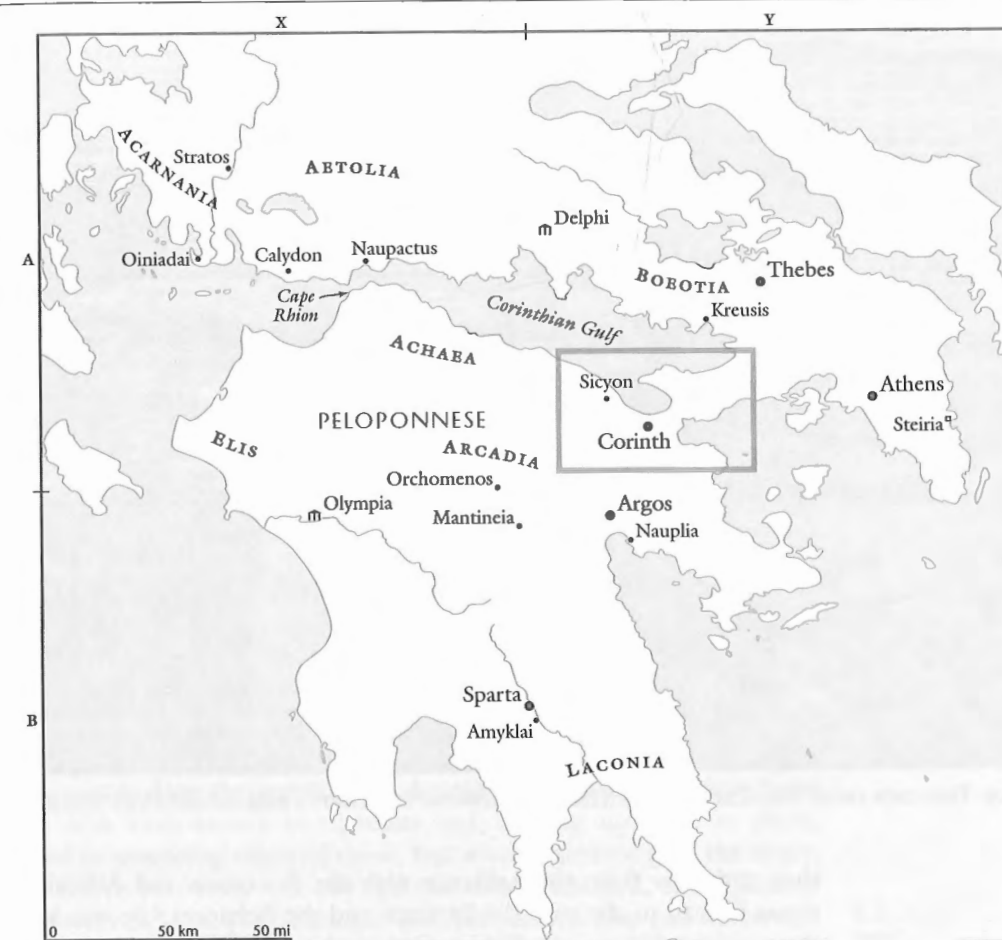 X
Y
ACARNANIA
Stratos
AETOLIA
Delphi
A
Oiniadai
Calydon
Naupactus
BOEOTIA
Thebes
Cape
Rhion
Corinthian Gulf
Kreusis
ACHAEA
Sicyon
Athens
PELOPONNESE
Steiria
ELIS
ARCADIA
Corinth
Orchomenos
Olympia
Mantineia
Argos
Nauplia
Sparta
B
Amyklai
LACONIA
0
50 km
50 mi